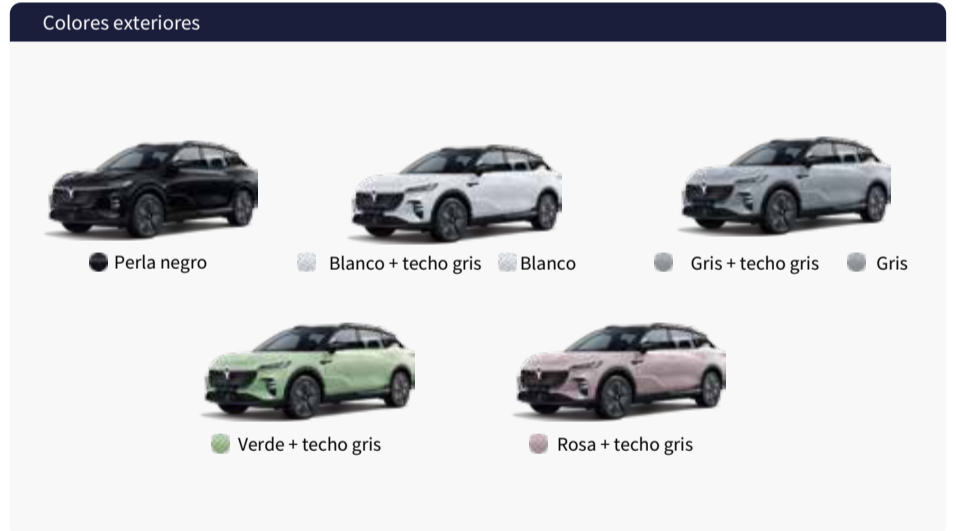 Colores exteriores
Perla negro
Blanco + techo gris
Blanco
Gris + techo gris
Gris
Verde + techo gris
Rosa + techo gris